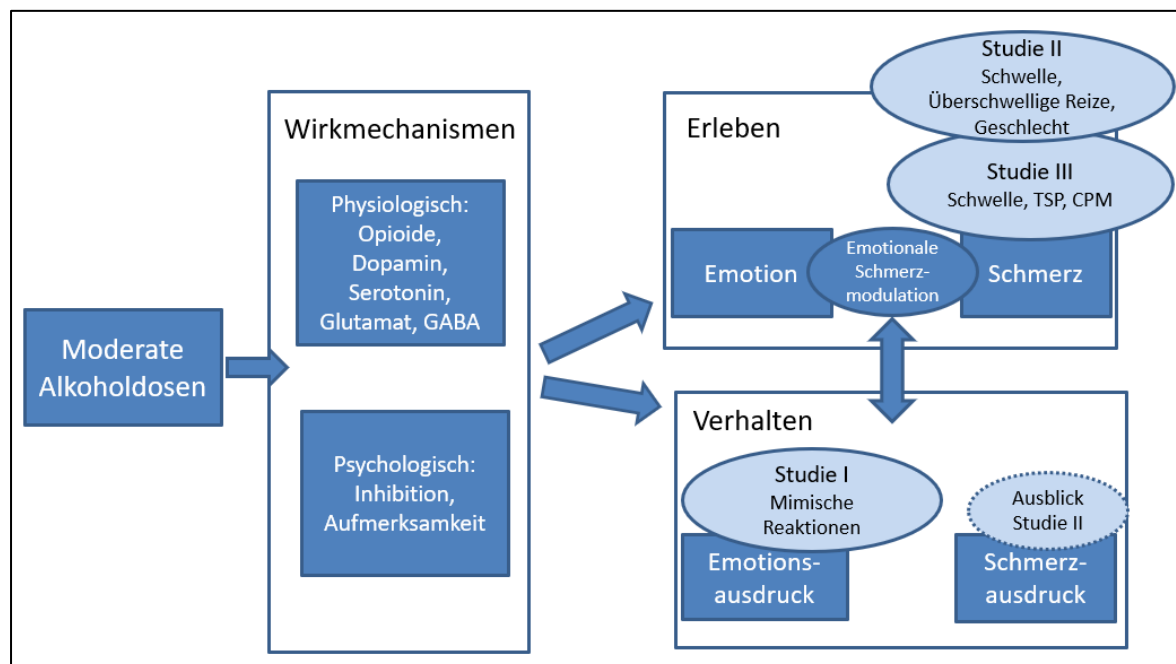 Moderate
Alkoholdosen
Wirkmechanismen
Physiologisch:
Opioide,
Dopamin,
Serotonin,
Glutamat, GABA
Psychologisch:
Inhibition,
Aufmerksamkeit
Erleben
Studie II
Schwelle,
Überschwellige Reize,
Geschlecht
Studie III
Schwelle, TSP, CPM
Emotion
Emotionale
Schmerz-
modulation
Schmerz
Verhalten
Studie I
Mimische
Reaktionen
Emotions-
ausdruck
Ausblick
Studie II
Schmerz-
ausdruck